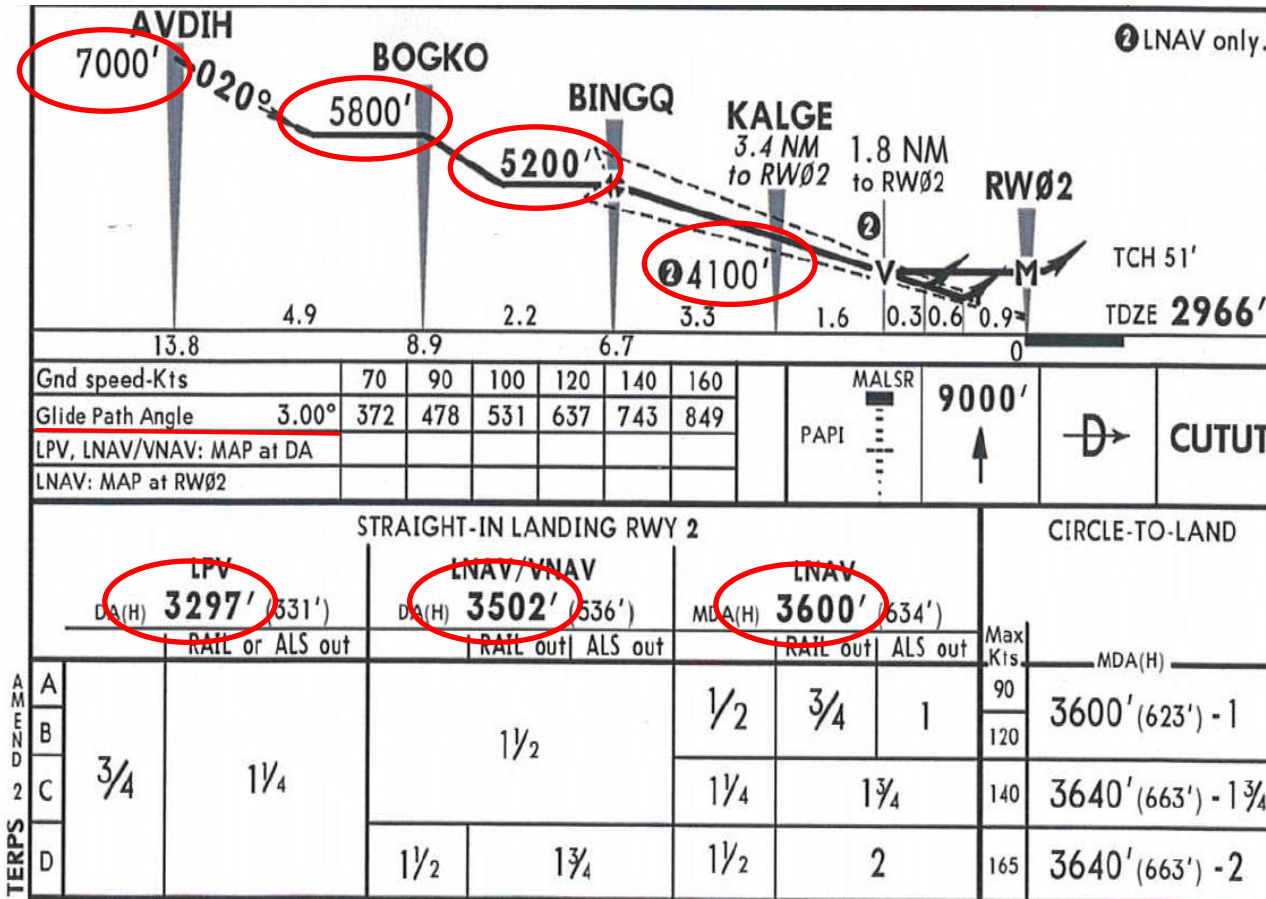 AVDIH
❷LNAV only.
7000' 020°
BOGKO
5800'
BINGQ
5200'
KALGE
3.4 NM
to RWØ2
1.8 NM
to RWØ2
RWØ2
❷
❷4100'
V M
TCH 51'
TDZE 2966'
4.9 2.2 3.3 1.6 0.3 0.6 0.9
13.8 8.9 6.7 0
Gnd speed-Kts 70 90 100 120 140 160
Glide Path Angle 3.00° 372 478 531 637 743 849
LPV, LNAV/VNAV: MAP at DA
LNAV: MAP at RWØ2
MALSR
PAPI
9000'
D
CUTUT
STRAIGHT-IN LANDING RWY 2
CIRCLE-TO-LAND
LPV LNAV/VNAV LNAV
DA(H) 3297' (331') DA(H) 3502' (536') MDA(H) 3600' (634')
RAIL or ALS out RAIL out ALS out RAIL out ALS out
Max
Kts
MDA(H)
A 1/2 3/4 1 90 3600' (623') - 1
B 1 1/2 120
C 3/4 1 1/4 1 1/4 1 3/4 140 3640' (663') - 1 3/4
D 1 1/2 1 3/4 1 1/2 2 165 3640' (663') - 2
AMEND 2
TERPS